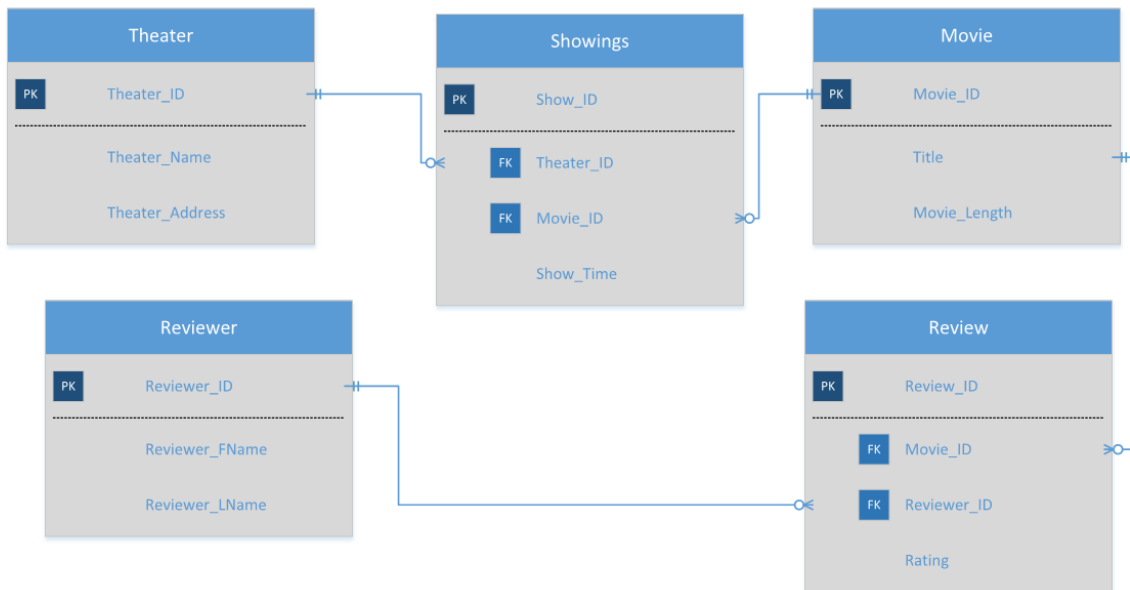 Theater
PK Theater_ID
Theater_Name
Theater_Address
Showings
PK Show_ID
FK Theater_ID
FK Movie_ID
Show_Time
Movie
PK Movie_ID
Title
Movie_Length
Reviewer
PK Reviewer_ID
Reviewer_FName
Reviewer_LName
Review
PK Review_ID
FK Movie_ID
FK Reviewer_ID
Rating